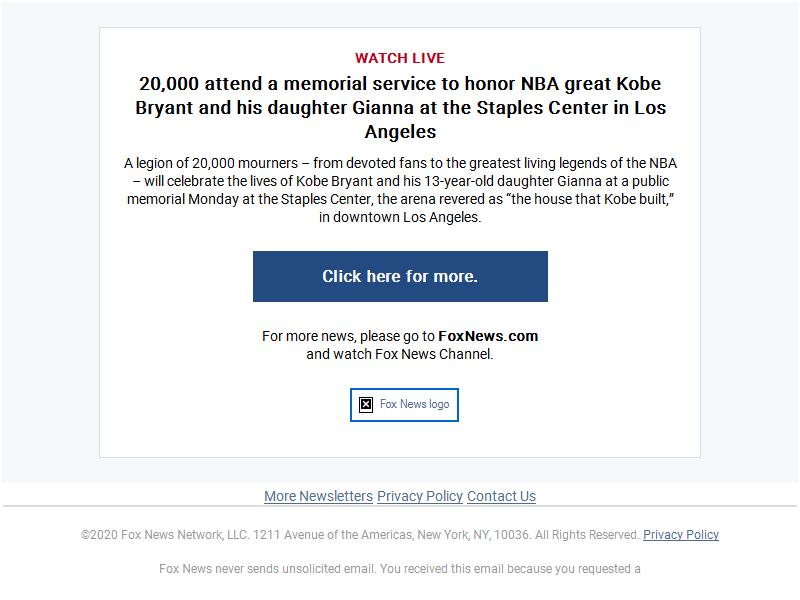 WATCH LIVE
20,000 attend a memorial service to honor NBA great Kobe
Bryant and his daughter Gianna at the Staples Center in Los
Angeles
A legion of 20,000 mourners – from devoted fans to the greatest living legends of the NBA
– will celebrate the lives of Kobe Bryant and his 13-year-old daughter Gianna at a public
memorial Monday at the Staples Center, the arena revered as “the house that Kobe built,”
in downtown Los Angeles.
Click here for more.
For more news, please go to FoxNews.com
and watch Fox News Channel.
Fox News logo
More Newsletters Privacy Policy Contact Us
©2020 Fox News Network, LLC. 1211 Avenue of the Americas, New York, NY, 10036. All Rights Reserved. Privacy Policy
Fox News never sends unsolicited email. You received this email because you requested a